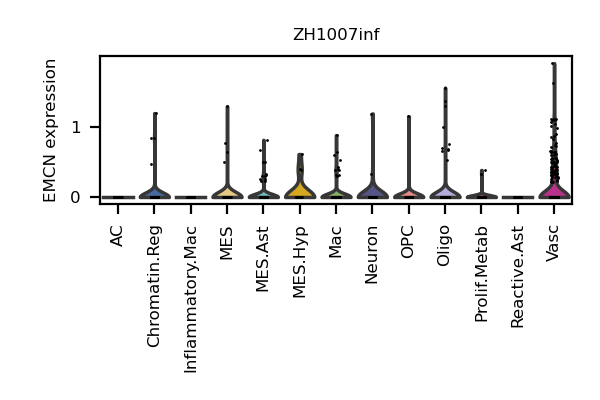 ZH1007inf
EMCN expression
1
0
AC
Chromatin.Reg
Inflammatory.Mac
MES
MES.Ast
MES.Hyp
Mac
Neuron
OPC
Oligo
Prolif.Metab
Reactive.Ast
Vasc